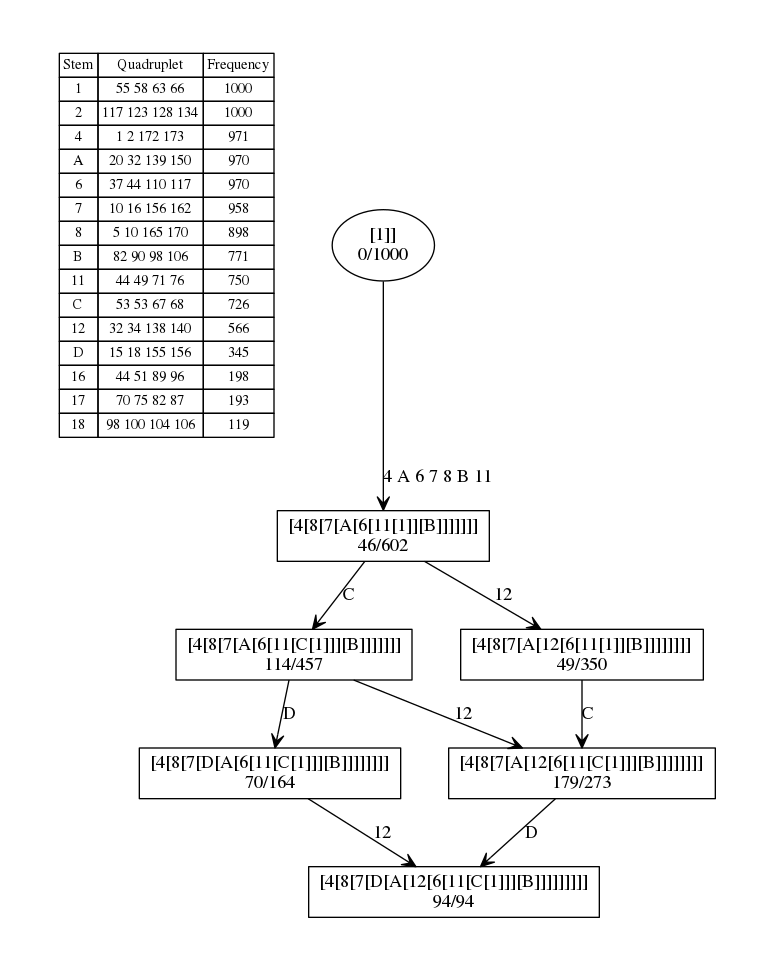 Stem Quadruplet Frequency
1 55 58 63 66 1000
2 117 123 128 134 1000
4 1 2 172 173 971
A 20 32 139 150 970
6 37 44 110 117 970
7 10 16 156 162 958
8 5 10 165 170 898
B 82 90 98 106 771
11 44 49 71 76 750
C 53 53 67 68 726
12 32 34 138 140 566
D 15 18 155 156 345
16 44 51 89 96 198
17 70 75 82 87 193
18 98 100 104 106 119
[1]]
0/1000
4 A 6 7 8 B 11
[4[8[7[A[6[11[1]][B]]]]]]]
46/602
C
12
[4[8[7[A[6[11[C[1]]][B]]]]]]]
114/457
[4[8[7[A[12[6[11[1]][B]]]]]]]]
49/350
D
12
C
[4[8[7[D[A[6[11[C[1]]][B]]]]]]]]
70/164
[4[8[7[A[12[6[11[C[1]]][B]]]]]]]]
179/273
12
D
[4[8[7[D[A[12[6[11[C[1]]][B]]]]]]]]]
94/94